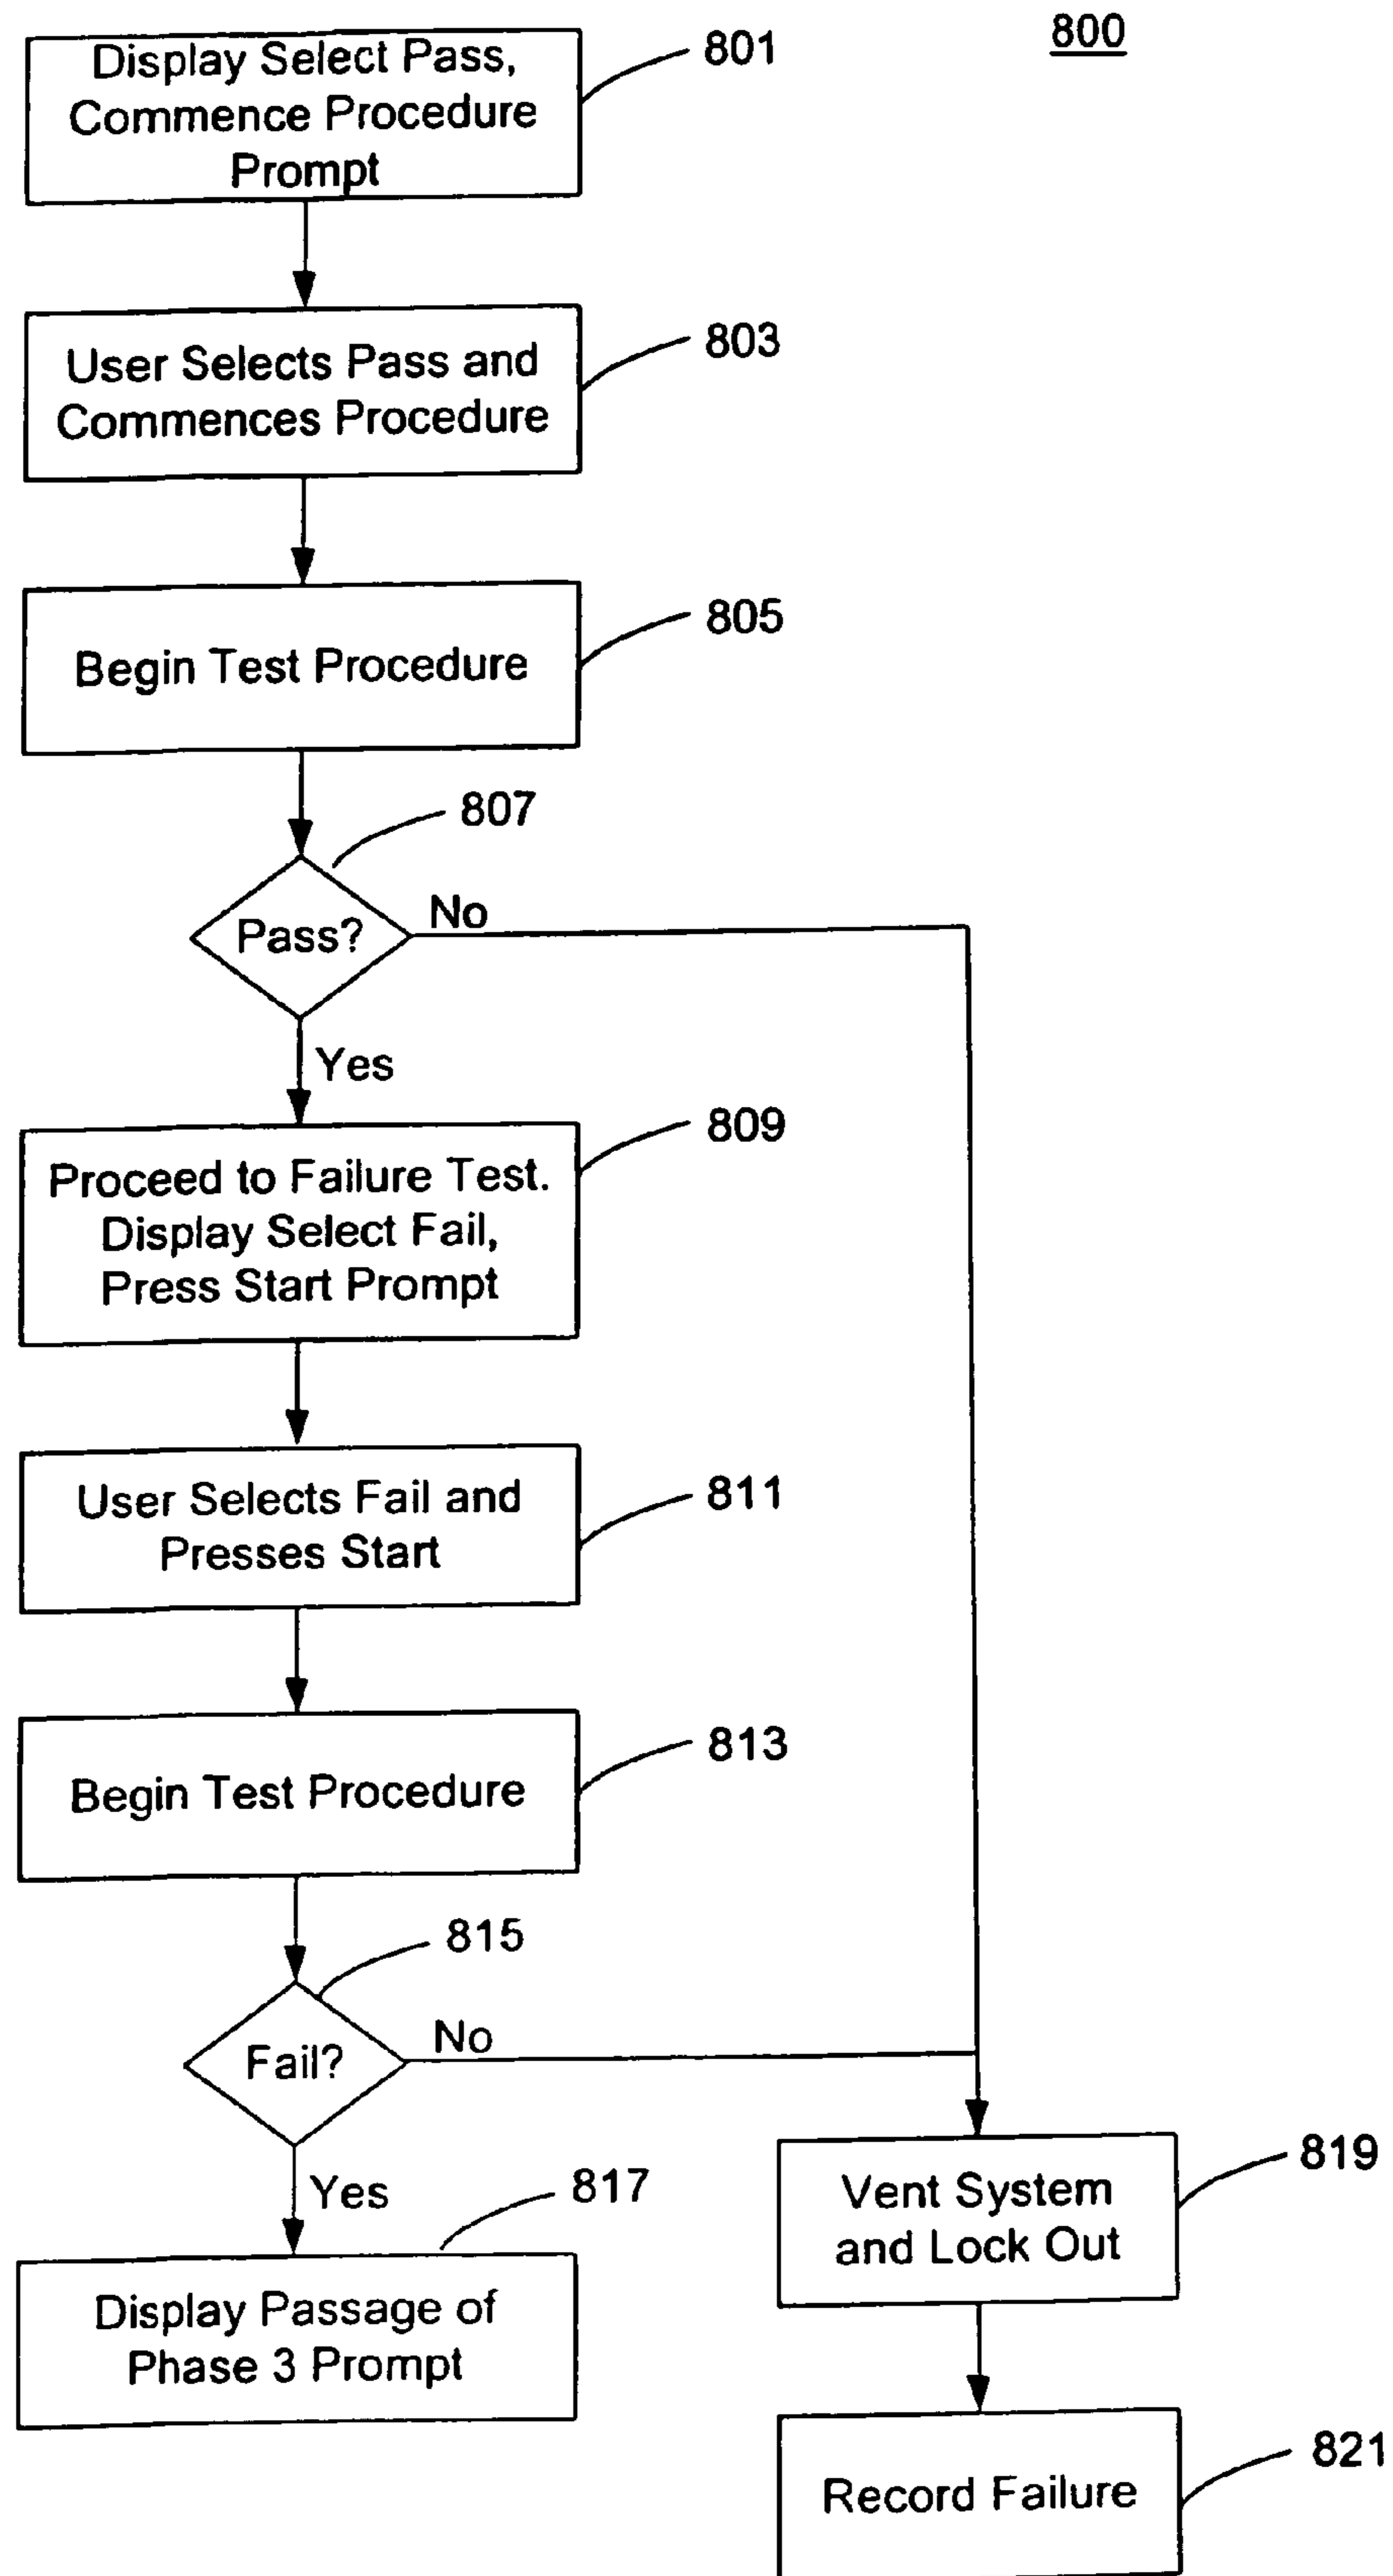 800
Display Select Pass,
Commence Procedure
Prompt
801
User Selects Pass and
Commences Procedure
803
Begin Test Procedure
805
807
Pass?
No
Yes
Proceed to Failure Test.
Display Select Fail,
Press Start Prompt
809
User Selects Fail and
Presses Start
811
Begin Test Procedure
813
815
Fail?
No
Yes
817
Display Passage of
Phase 3 Prompt
Vent System
and Lock Out
819
Record Failure
821